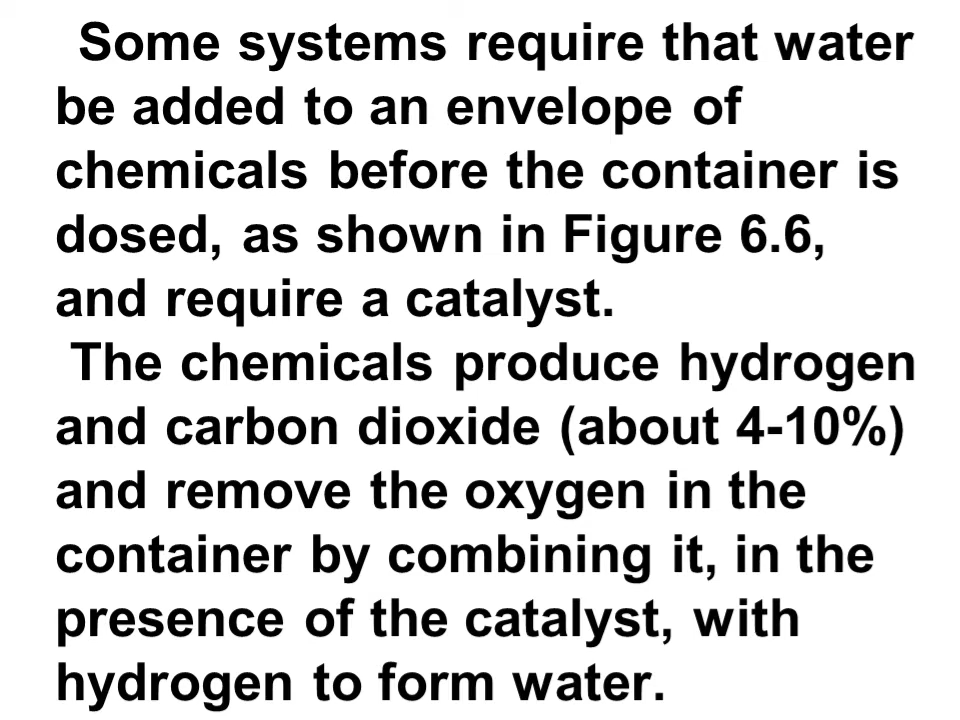 Some systems require that water
be added to an envelope of
chemicals before the container is
dosed, as shown in Figure 6.6,
and require a catalyst.
The chemicals produce hydrogen
and carbon dioxide (about 4-10%)
and remove the oxygen in the
container by combining it, in the
presence of the catalyst, with
hydrogen to form water.